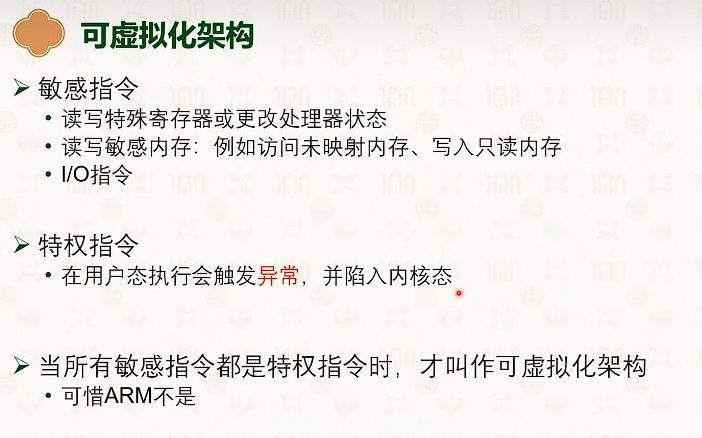 可虚拟化架构
➢ 敏感指令
• 读写特殊寄存器或更改处理器状态
• 读写敏感内存：例如访问未映射内存、写入只读内存
• I/O指令
➢ 特权指令
• 在用户态执行会触发异常，并陷入内核态
➢ 当所有敏感指令都是特权指令时，才叫作可虚拟化架构
• 可惜ARM不是